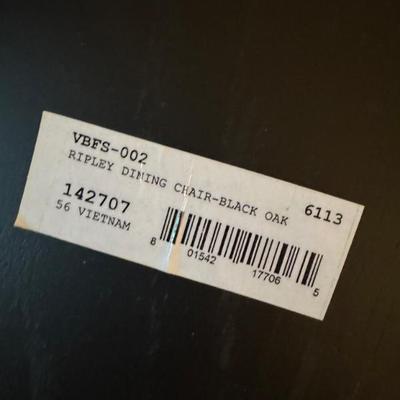 VBFS-002
RIPLEY DINING CHAIR-BLACK OAK 6113
142707
56 VIETNAM
8 01542 17706 5